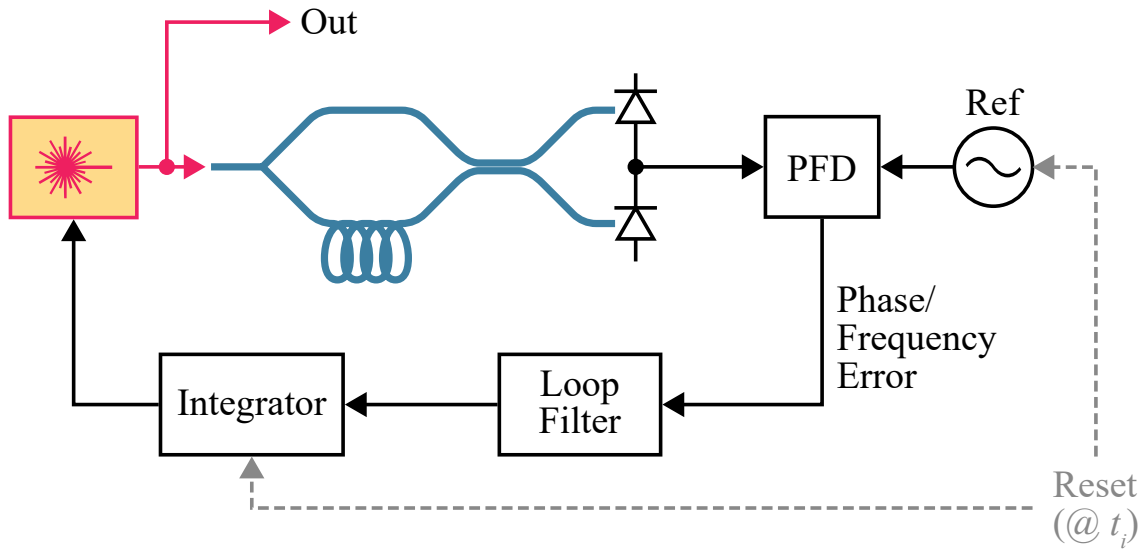 Out
Ref
PFD
Phase/
Frequency
Error
Loop
Filter
Integrator
Reset
(@ tᵢ)